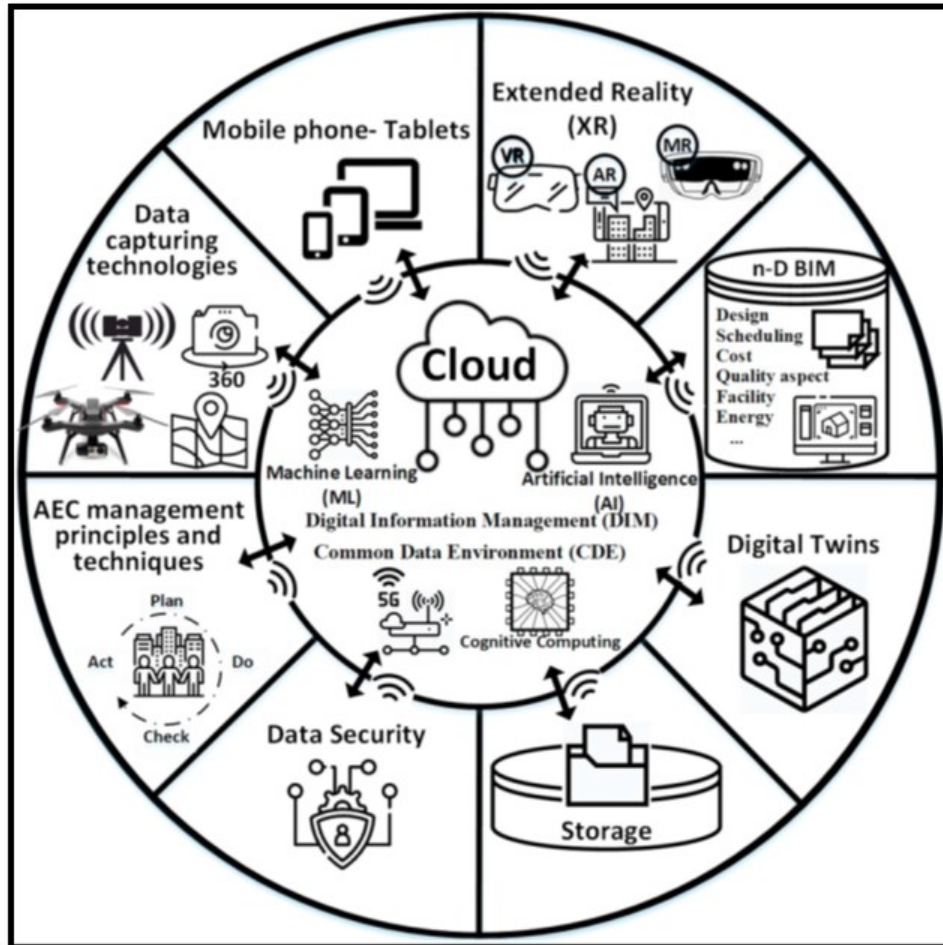 Extended Reality
(XR)
VR
AR
MR
Mobile phone- Tablets
Data
capturing
technologies
360
n-D BIM
Design
Scheduling
Cost
Quality aspect
Facility
Energy
...
Cloud
Machine Learning
(ML)
Artificial Intelligence
(AI)
Digital Information Management (DIM)
Common Data Environment (CDE)
5G
Cognitive Computing
AEC management
principles and
techniques
Plan
Act
Do
Check
Digital Twins
Data Security
Storage